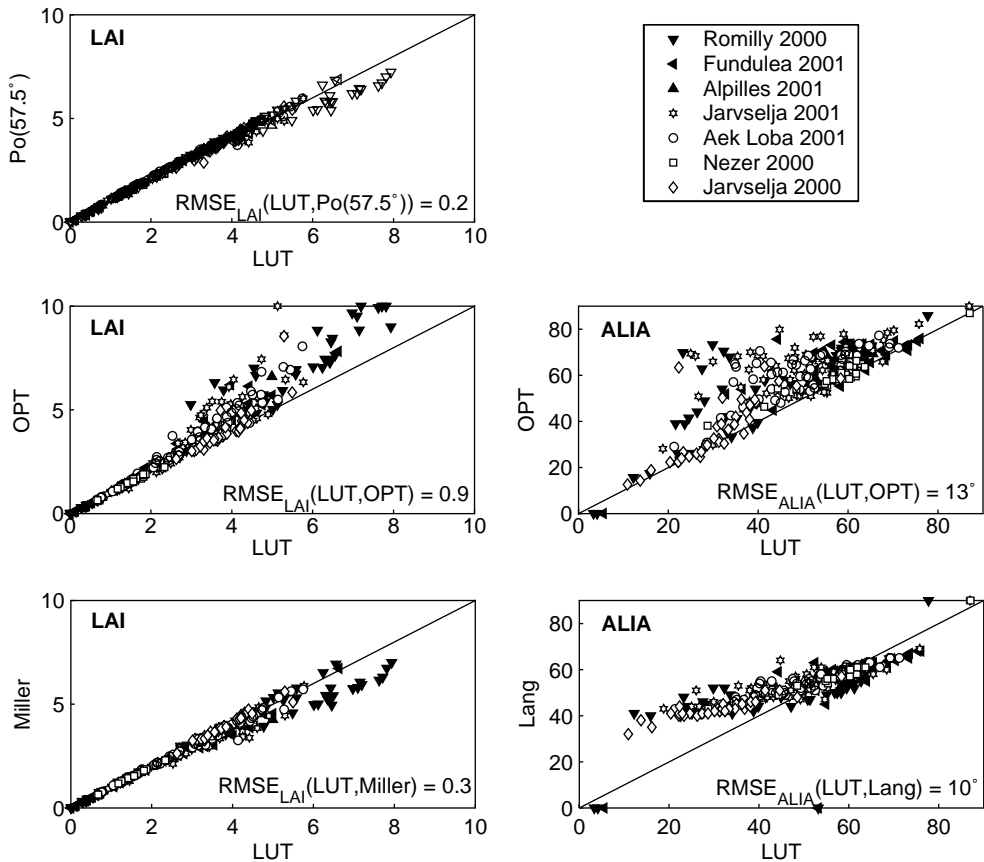 LAI
Po(57.5°)
10
5
0
0 2 4 6 8 10
RMSE_LAI(LUT,Po(57.5°)) = 0.2
LUT
Romilly 2000
Fundulea 2001
Alpilles 2001
Jarvselja 2001
Aek Loba 2001
Nezer 2000
Jarvselja 2000
LAI
OPT
10
5
0
0 2 4 6 8 10
RMSE_LAI(LUT,OPT) = 0.9
LUT
ALIA
OPT
80
60
40
20
0
0 20 40 60 80
RMSE_ALIA(LUT,OPT) = 13°
LUT
LAI
Miller
10
5
0
0 2 4 6 8 10
RMSE_LAI(LUT,Miller) = 0.3
LUT
ALIA
Lang
80
60
40
20
0
0 20 40 60 80
RMSE_ALIA(LUT,Lang) = 10°
LUT